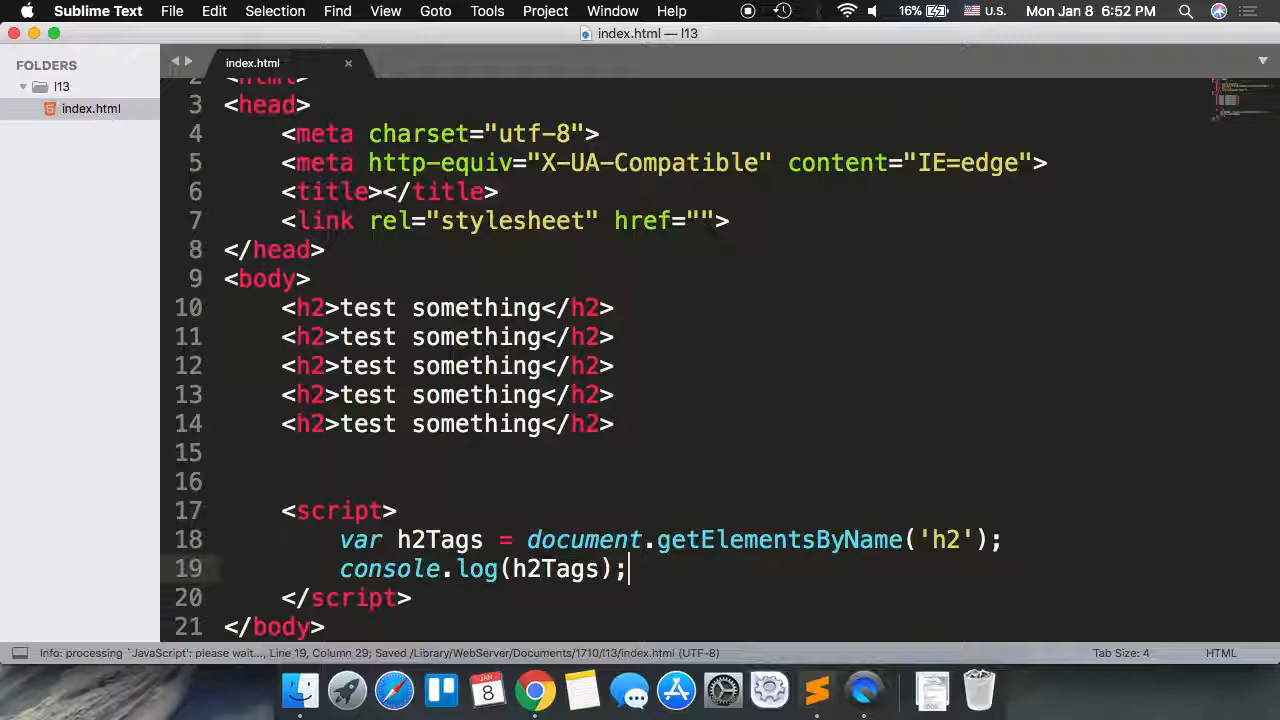 Sublime Text File Edit Selection Find View Goto Tools Project Window Help 16% U.S. Mon Jan 8 6:52 PM
index.html — l13
FOLDERS
l13
index.html
index.html ×
2 <html>
3 <head>
4 <meta charset="utf-8">
5 <meta http-equiv="X-UA-Compatible" content="IE=edge">
6 <title></title>
7 <link rel="stylesheet" href="">
8 </head>
9 <body>
10 <h2>test something</h2>
11 <h2>test something</h2>
12 <h2>test something</h2>
13 <h2>test something</h2>
14 <h2>test something</h2>
15
16
17 <script>
18 var h2Tags = document.getElementsByName('h2');
19 console.log(h2Tags);
20 </script>
21 </body>
Info: processing `JavaScript': please wait..., Line 19, Column 29; Saved /Library/WebServer/Documents/1710/l13/index.html (UTF-8) Tab Size: 4 HTML
JAN
8